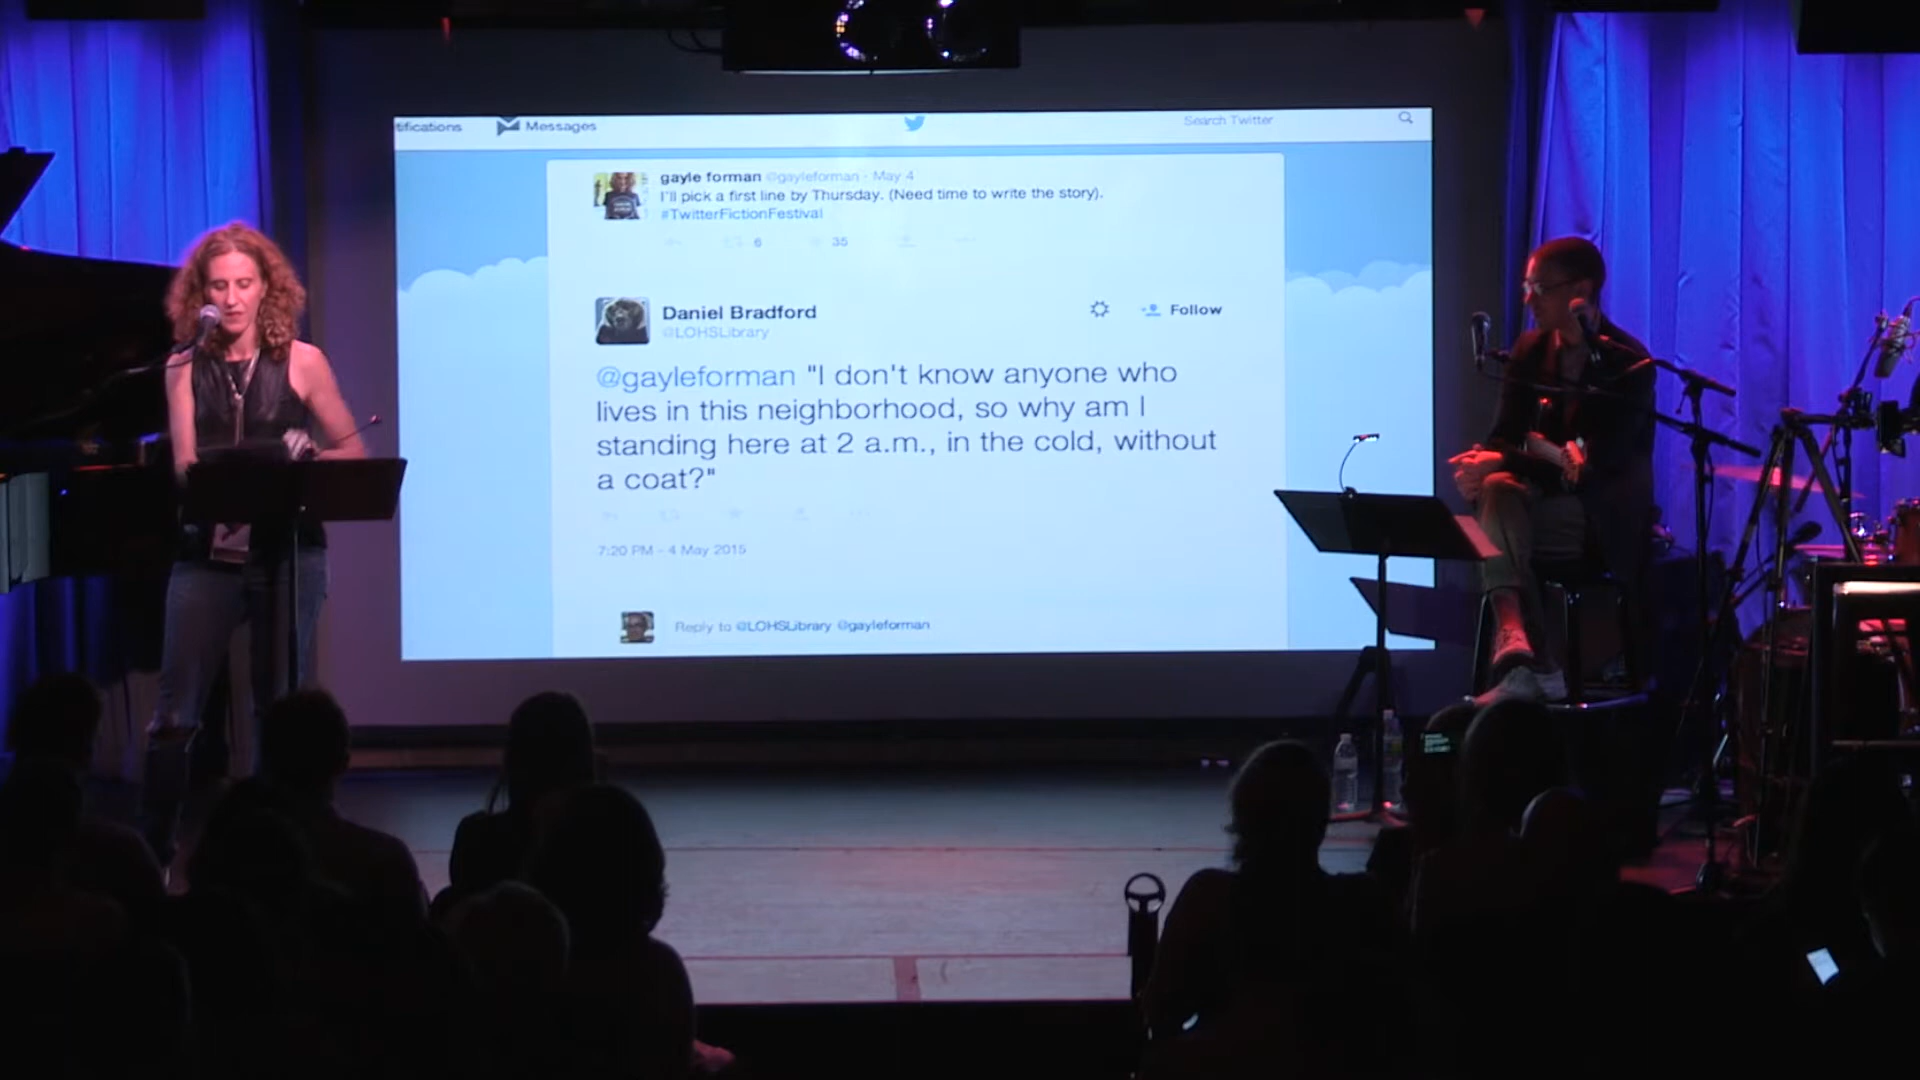 tifications Messages Search Twitter
gayle forman @gayleforman · May 4
I'll pick a first line by Thursday. (Need time to write the story).
#TwitterFictionFestival
6 35
Daniel Bradford Follow
@LOHSLibrary
@gayleforman "I don't know anyone who
lives in this neighborhood, so why am I
standing here at 2 a.m., in the cold, without
a coat?"
7:20 PM - 4 May 2015
Reply to @LOHSLibrary @gayleforman